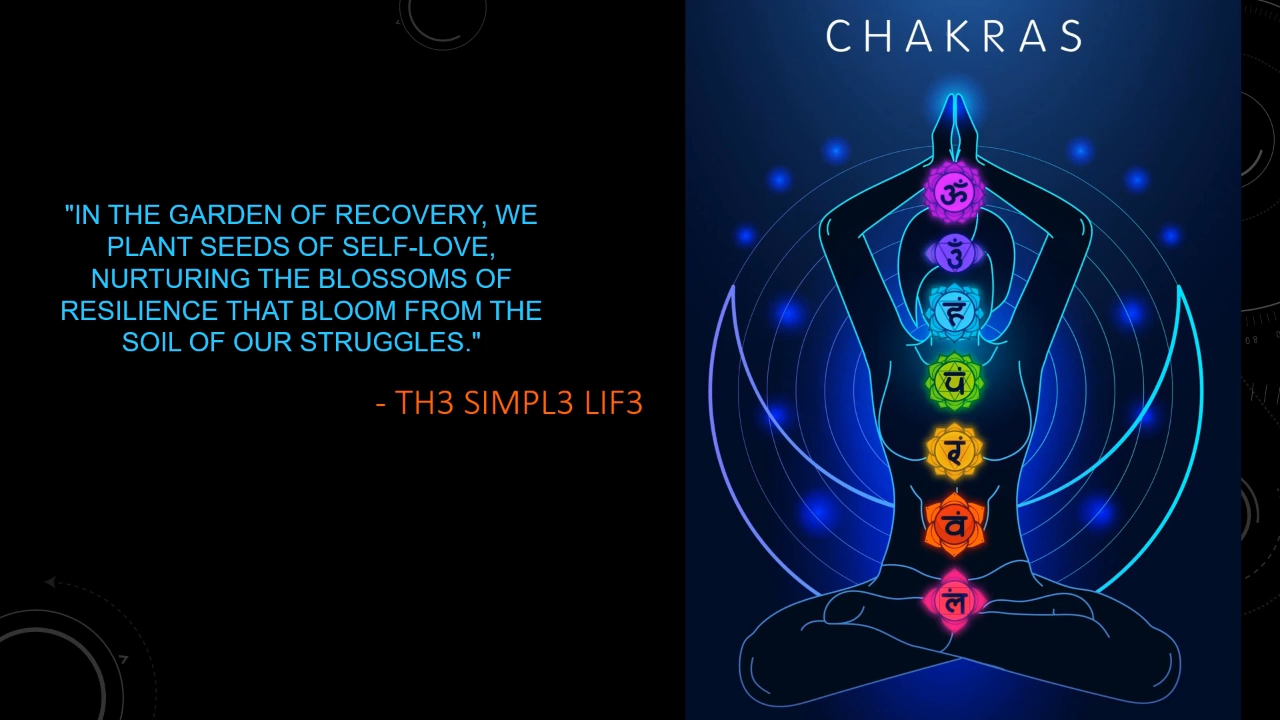 "IN THE GARDEN OF RECOVERY, WE
PLANT SEEDS OF SELF-LOVE,
NURTURING THE BLOSSOMS OF
RESILIENCE THAT BLOOM FROM THE
SOIL OF OUR STRUGGLES."
- TH3 SIMPL3 LIF3
CHAKRAS
ॐ
ॐ
हं
यं
रं
वं
लं